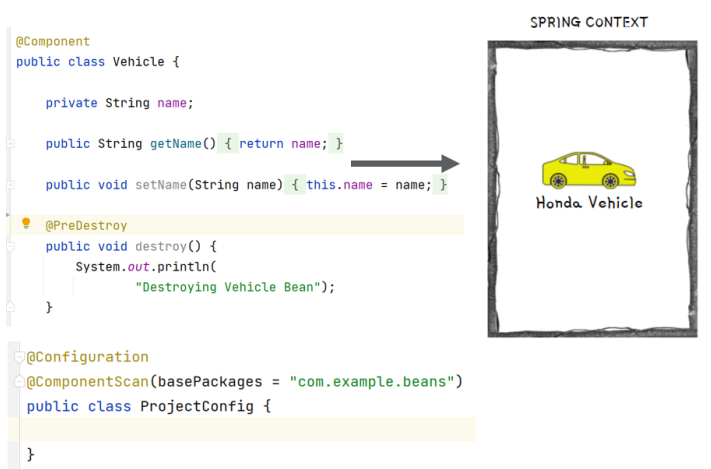 SPRING CONTEXT
@Component
public class Vehicle {
private String name;
public String getName() { return name; }
public void setName(String name) { this.name = name; }
@PreDestroy
public void destroy() {
System.out.println(
"Destroying Vehicle Bean");
}
Honda Vehicle
@Configuration
@ComponentScan(basePackages = "com.example.beans")
public class ProjectConfig {
}